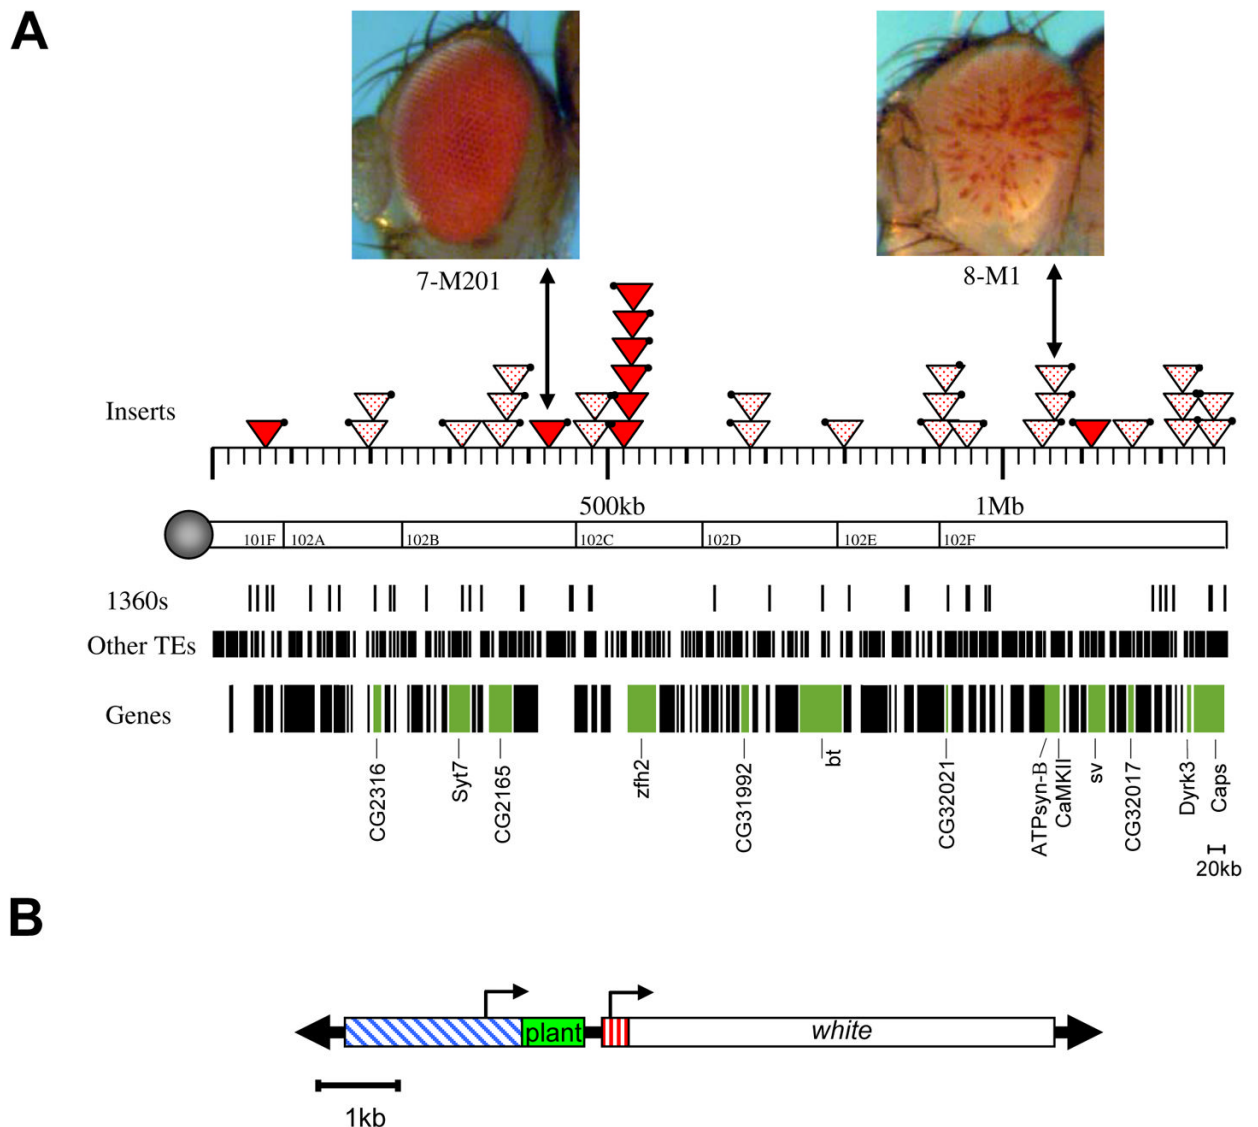 A
7-M201
8-M1
Inserts
500kb
1Mb
101F
102A
102B
102C
102D
102E
102F
1360s
Other TEs
Genes
CG2316
Syt7
CG2165
zfh2
CG31992
bt
CG32021
ATPsyn-B
CaMKII
sv
CG32017
Dyrk3
Caps
20kb
B
plant
white
1kb